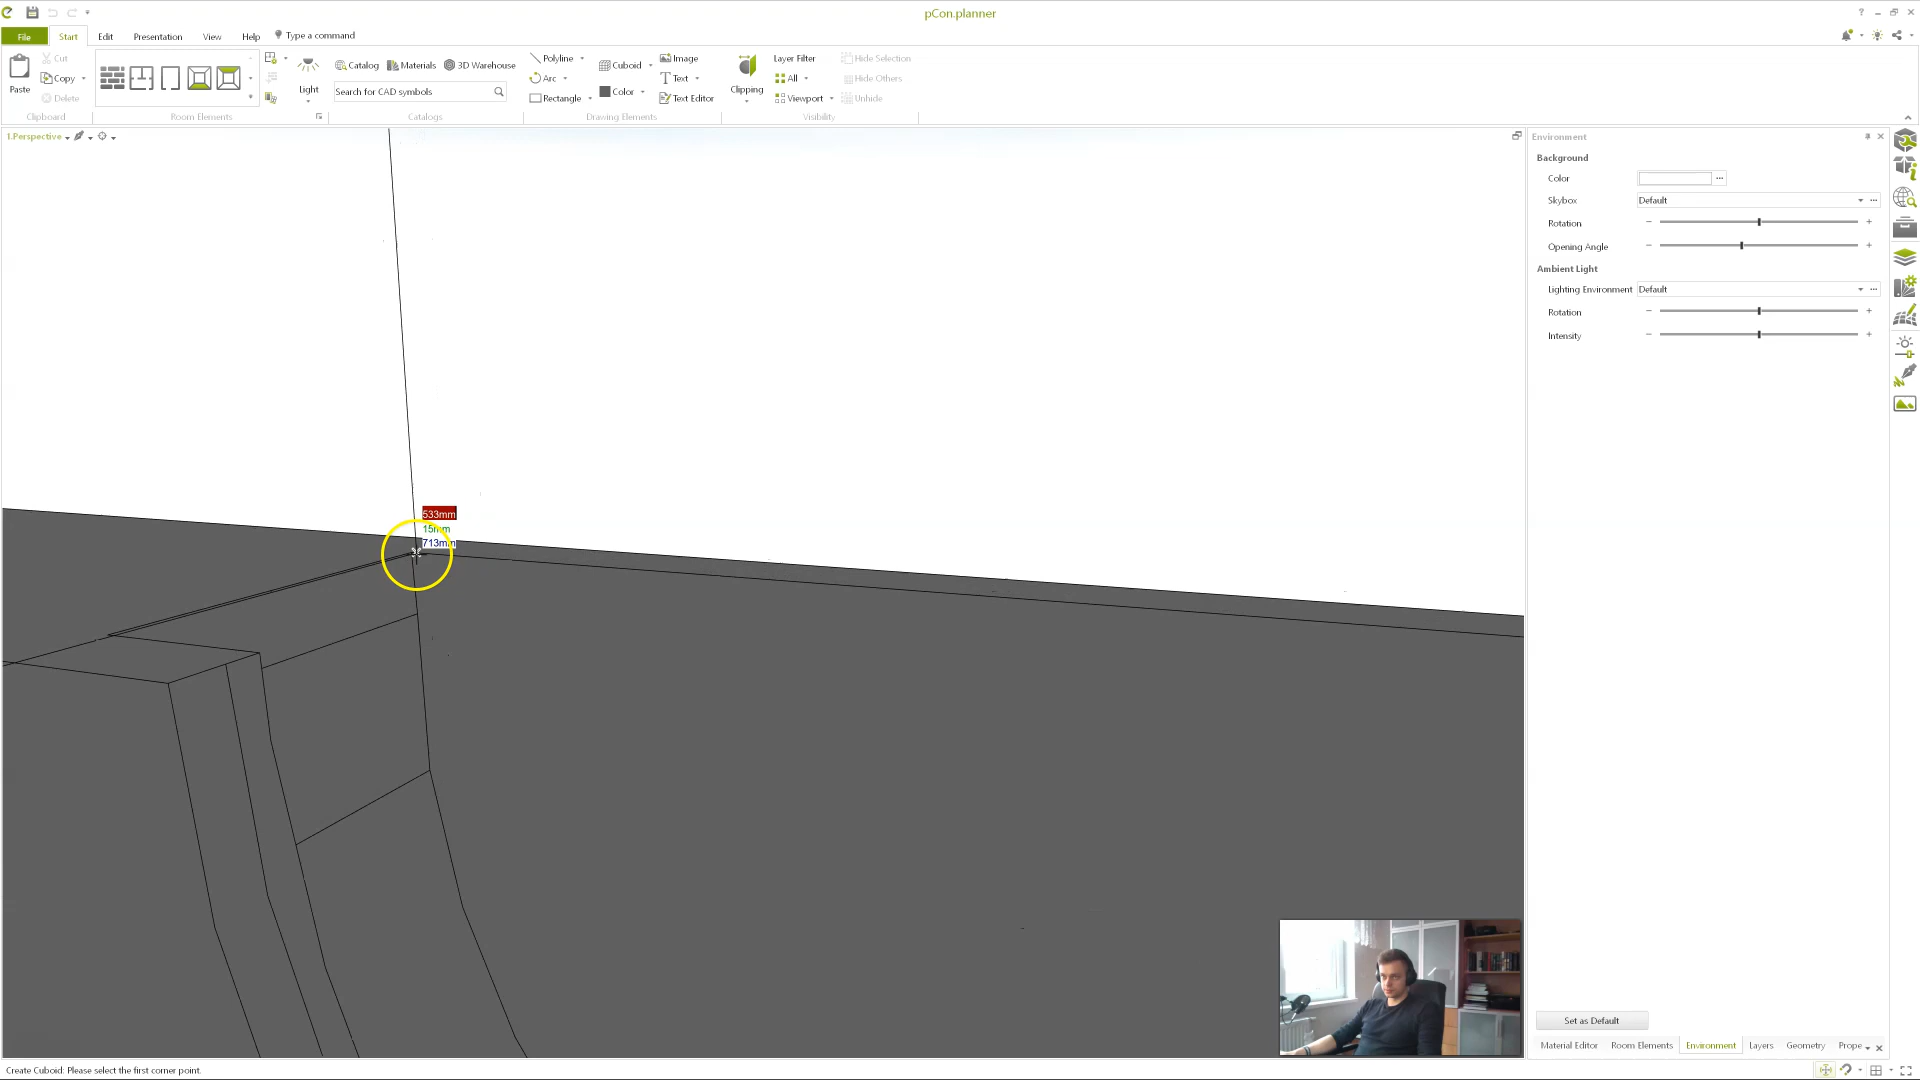 pCon.planner
File Start Edit Presentation View Help Type a command
Paste
Cut
Copy
Delete
Clipboard
Room Elements
Light
Catalog Materials 3D Warehouse
Search for CAD symbols
Catalogs
Polyline
Arc
Rectangle
Cuboid
Color
Image
Text
Text Editor
Drawing Elements
Clipping
Layer Filter
All
Viewport
Hide Selection
Hide Others
Unhide
Visibility
1.Perspective
533mm
15mm
713mm
Environment
Background
Color
Skybox Default
Rotation
Opening Angle
Ambient Light
Lighting Environment Default
Rotation
Intensity
Set as Default
Material Editor Room Elements Environment Layers Geometry Prope
Create Cuboid: Please select the first corner point.